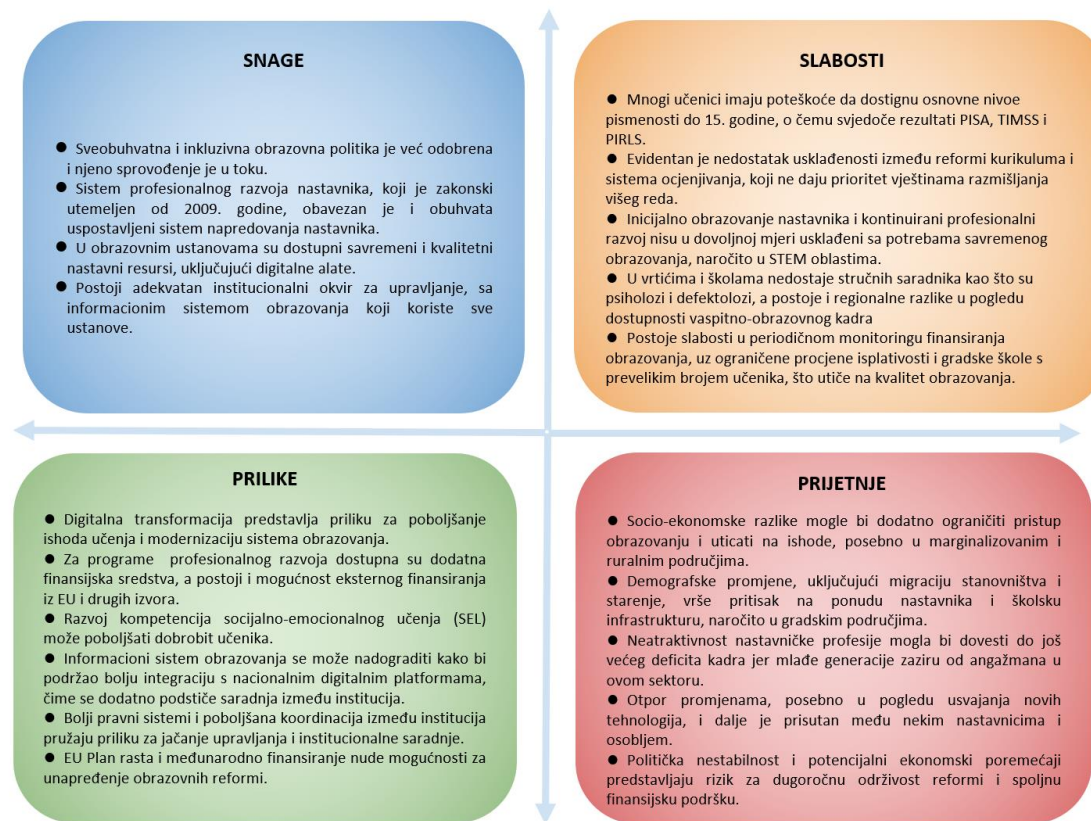 SNAGE
● Sveobuhvatna i inkluzivna obrazovna politika je već odobrena
i njeno sprovođenje je u toku.
● Sistem profesionalnog razvoja nastavnika, koji je zakonski
utemeljen od 2009. godine, obavezan je i obuhvata
uspostavljeni sistem napredovanja nastavnika.
● U obrazovnim ustanovama su dostupni savremeni i kvalitetni
nastavni resursi, uključujući digitalne alate.
● Postoji adekvatan institucionalni okvir za upravljanje, sa
informacionim sistemom obrazovanja koji koriste sve
ustanove.
SLABOSTI
● Mnogi učenici imaju poteškoće da dostignu osnovne nivoe
pismenosti do 15. godine, o čemu svjedoče rezultati PISA, TIMSS i
PIRLS.
● Evidentan je nedostatak usklađenosti između reformi kurikuluma i
sistema ocjenjivanja, koji ne daju prioritet vještinama razmišljanja
višeg reda.
● Inicijalno obrazovanje nastavnika i kontinuirani profesionalni
razvoj nisu u dovoljnoj mjeri usklađeni sa potrebama savremenog
obrazovanja, naročito u STEM oblastima.
● U vrtićima i školama nedostaje stručnih saradnika kao što su
psiholozi i defektolozi, a postoje i regionalne razlike u pogledu
dostupnosti vaspitno-obrazovnog kadra
● Postoje slabosti u periodičnom monitoringu finansiranja
obrazovanja, uz ograničene procjene isplativosti i gradske škole s
prevelikim brojem učenika, što utiče na kvalitet obrazovanja.
PRILIKE
● Digitalna transformacija predstavlja priliku za poboljšanje
ishoda učenja i modernizaciju sistema obrazovanja.
● Za programe profesionalnog razvoja dostupna su dodatna
finansijska sredstva, a postoji i mogućnost eksternog finansiranja
iz EU i drugih izvora.
● Razvoj kompetencija socijalno-emocionalnog učenja (SEL)
može poboljšati dobrobit učenika.
● Informacioni sistem obrazovanja se može nadograditi kako bi
podržao bolju integraciju s nacionalnim digitalnim platformama,
čime se dodatno podstiče saradnja između institucija.
● Bolji pravni sistemi i poboljšana koordinacija između institucija
pružaju priliku za jačanje upravljanja i institucionalne saradnje.
● EU Plan rasta i međunarodno finansiranje nude mogućnosti za
unapređenje obrazovnih reformi.
PRIJETNJE
● Socio-ekonomske razlike mogle bi dodatno ograničiti pristup
obrazovanju i uticati na ishode, posebno u marginalizovanim i
ruralnim područjima.
● Demografske promjene, uključujući migraciju stanovništva i
starenje, vrše pritisak na ponudu nastavnika i školsku
infrastrukturu, naročito u gradskim područjima.
● Neatraktivnost nastavničke profesije mogla bi dovesti do još
većeg deficita kadra jer mlađe generacije zaziru od angažmana u
ovom sektoru.
● Otpor promjenama, posebno u pogledu usvajanja novih
tehnologija, i dalje je prisutan među nekim nastavnicima i
osobljem.
● Politička nestabilnost i potencijalni ekonomski poremećaji
predstavljaju rizik za dugoročnu održivost reformi i spoljnu
finansijsku podršku.